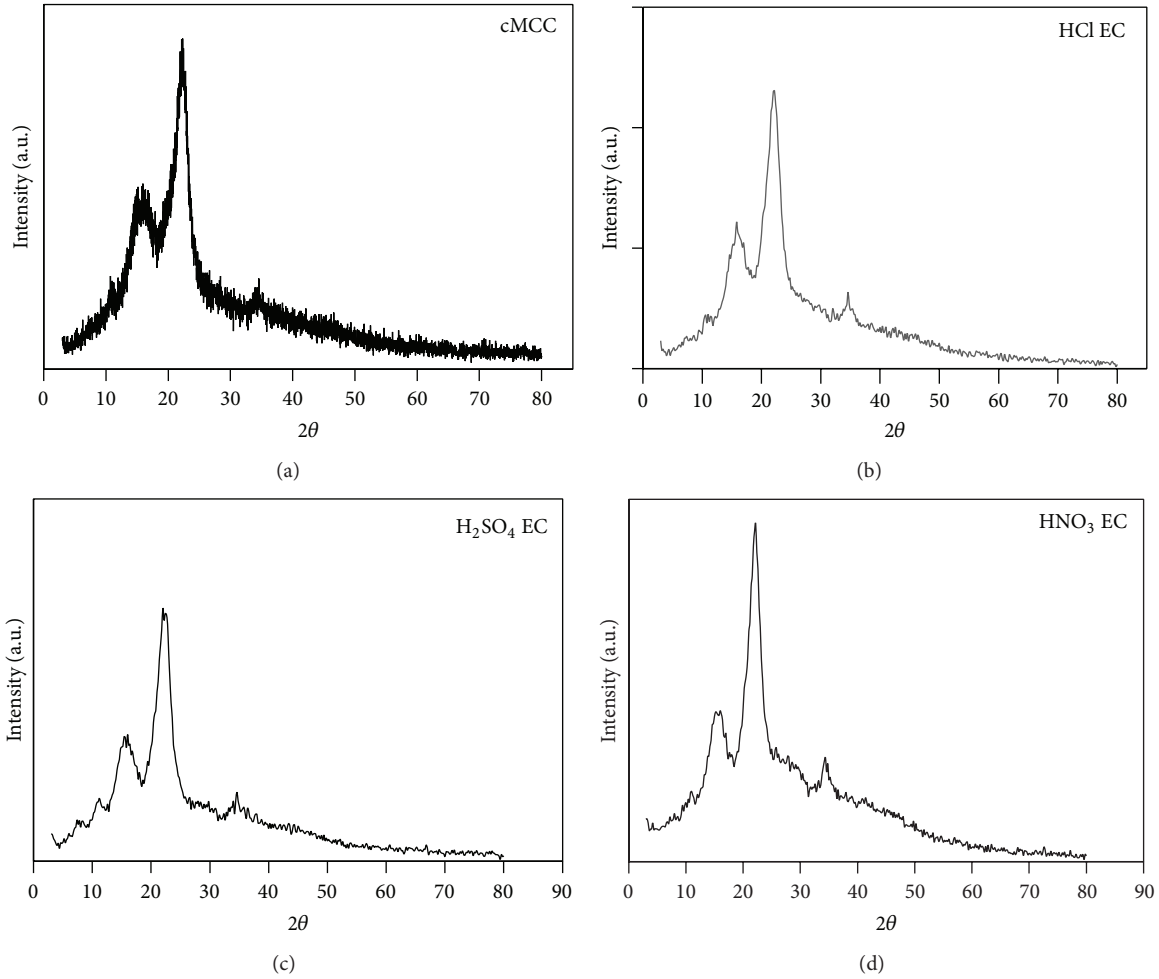 cMCC
Intensity (a.u.)
0 10 20 30 40 50 60 70 80
2θ
(a)
HCl EC
Intensity (a.u.)
0 10 20 30 40 50 60 70 80
2θ
(b)
H₂SO₄ EC
Intensity (a.u.)
0 10 20 30 40 50 60 70 80 90
2θ
(c)
HNO₃ EC
Intensity (a.u.)
0 10 20 30 40 50 60 70 80 90
2θ
(d)